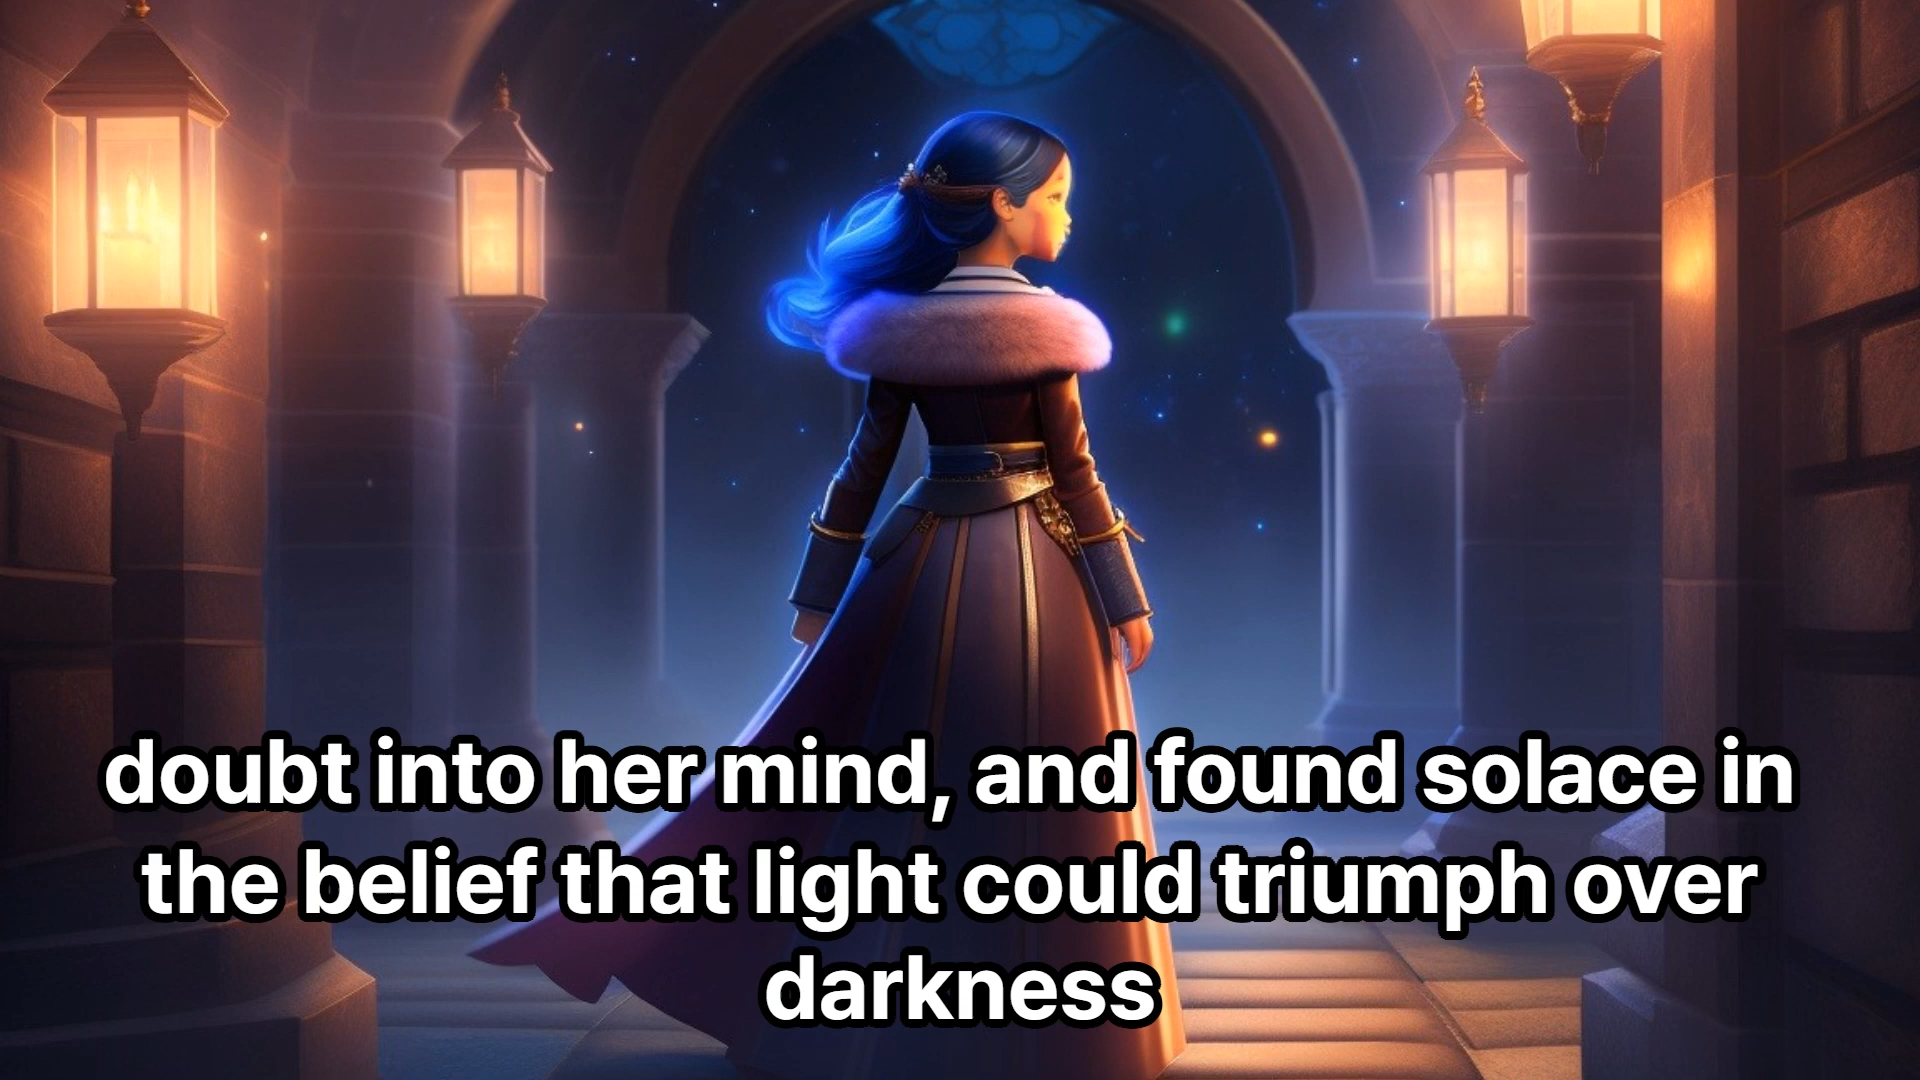 doubt into her mind, and found solace in
the belief that light could triumph over
darkness